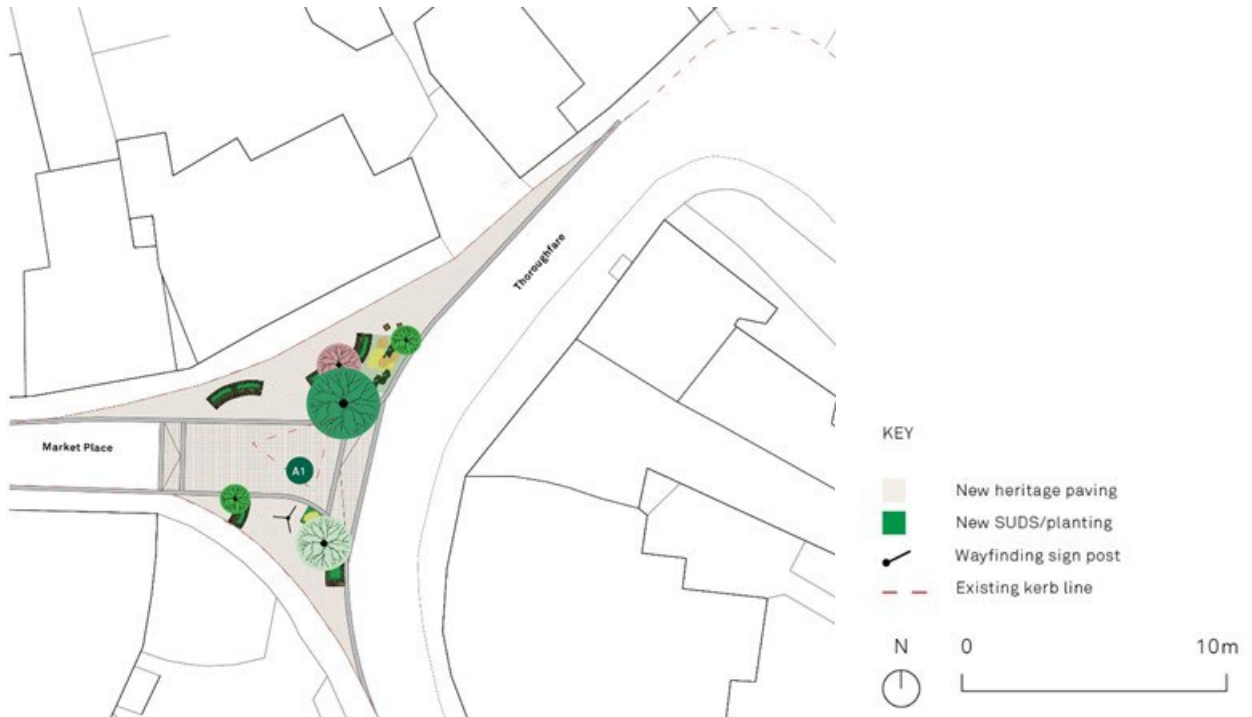 Thoroughfare
Market Place
A1
KEY
New heritage paving
New SUDS/planting
Wayfinding sign post
Existing kerb line
N
0
10m